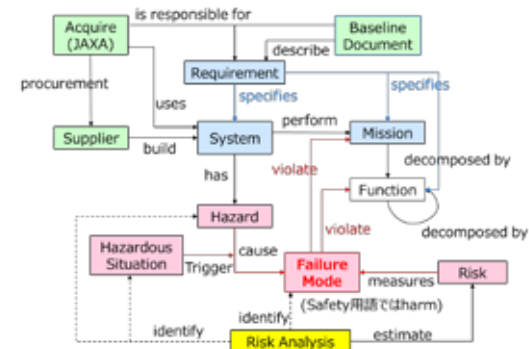 is responsible for
Acquire
(JAXA)
Baseline
Document
describe
Requirement
procurement
uses
specifies
specifies
Supplier
build
System
perform
Mission
has
violate
decomposed by
Function
Hazard
violate
decomposed by
Hazardous
Situation
cause
Trigger
Failure
Mode
measures
Risk
(Safety用語ではharm)
identify
identify
Risk Analysis
estimate